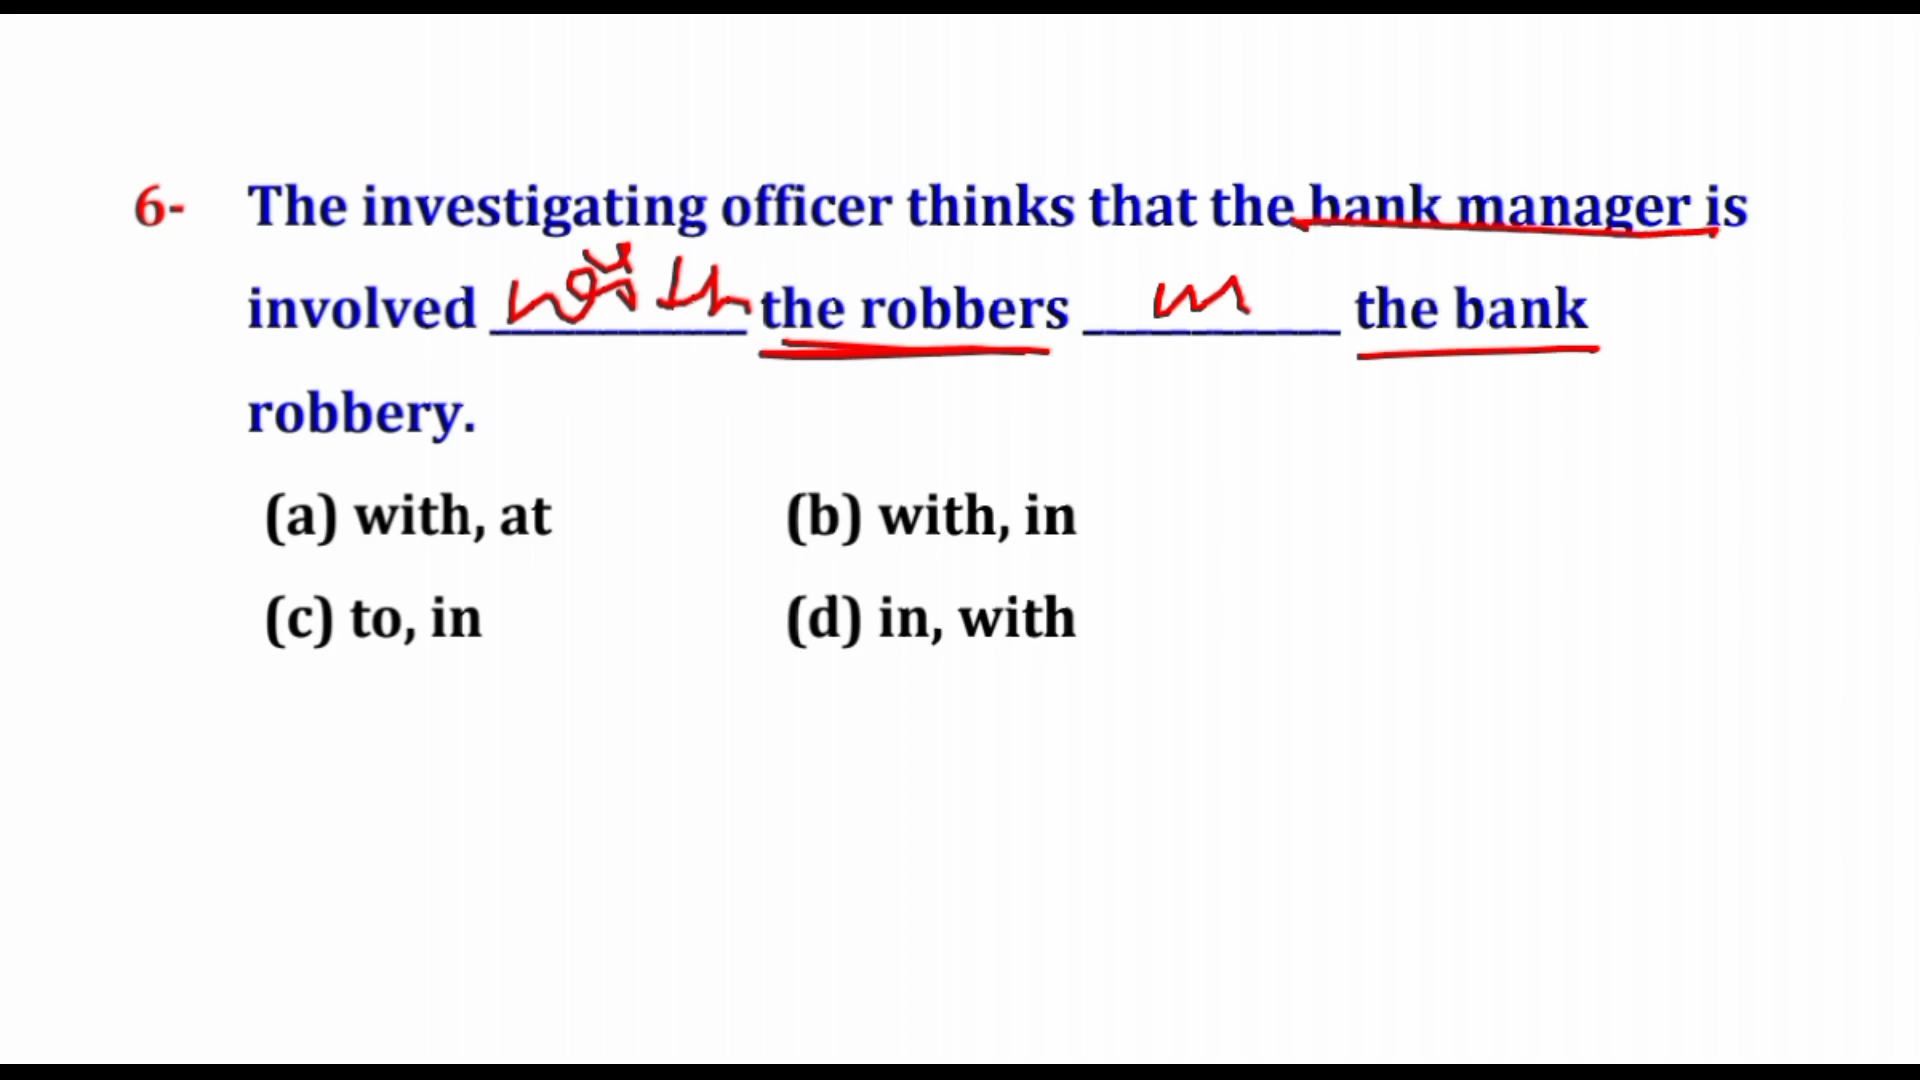 6- The investigating officer thinks that the bank manager is
involved with the robbers in the bank
robbery.
(a) with, at (b) with, in
(c) to, in (d) in, with